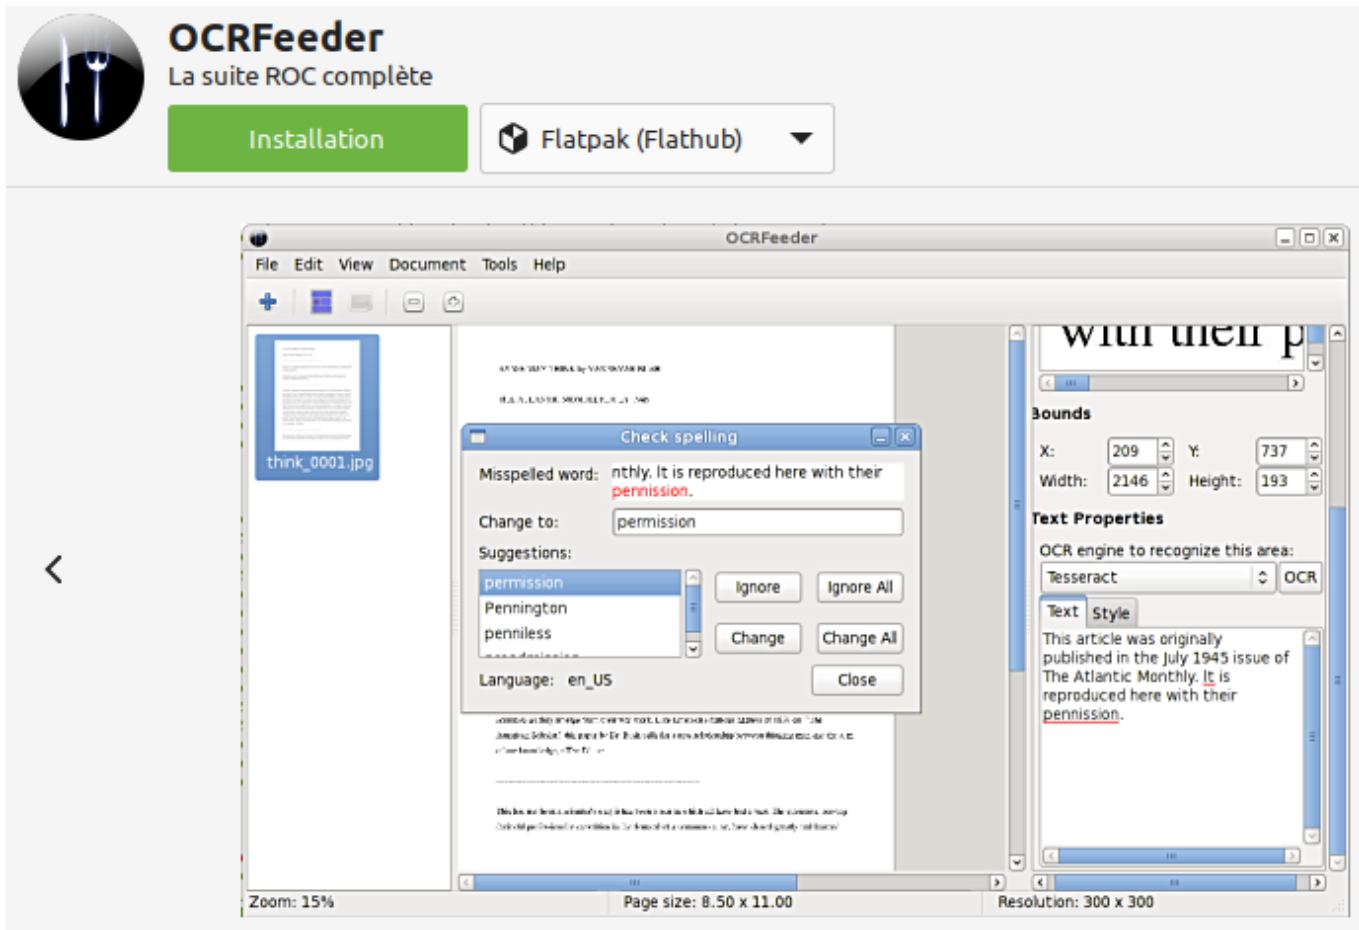 OCRFeeder
La suite ROC complète
Installation
Flatpak (Flathub)
OCRFeeder
File Edit View Document Tools Help
think_0001.jpg
with their p
Check spelling
Misspelled word: nthly. It is reproduced here with their
pennission.
Change to: permission
Suggestions:
permission
Pennington
penniless
Ignore Ignore All
Change Change All
Language: en_US
Close
Bounds
X: 209 Y: 737
Width: 2146 Height: 193
Text Properties
OCR engine to recognize this area:
Tesseract OCR
Text Style
This article was originally
published in the July 1945 issue of
The Atlantic Monthly. It is
reproduced here with their
pennission.
Zoom: 15% Page size: 8.50 x 11.00 Resolution: 300 x 300